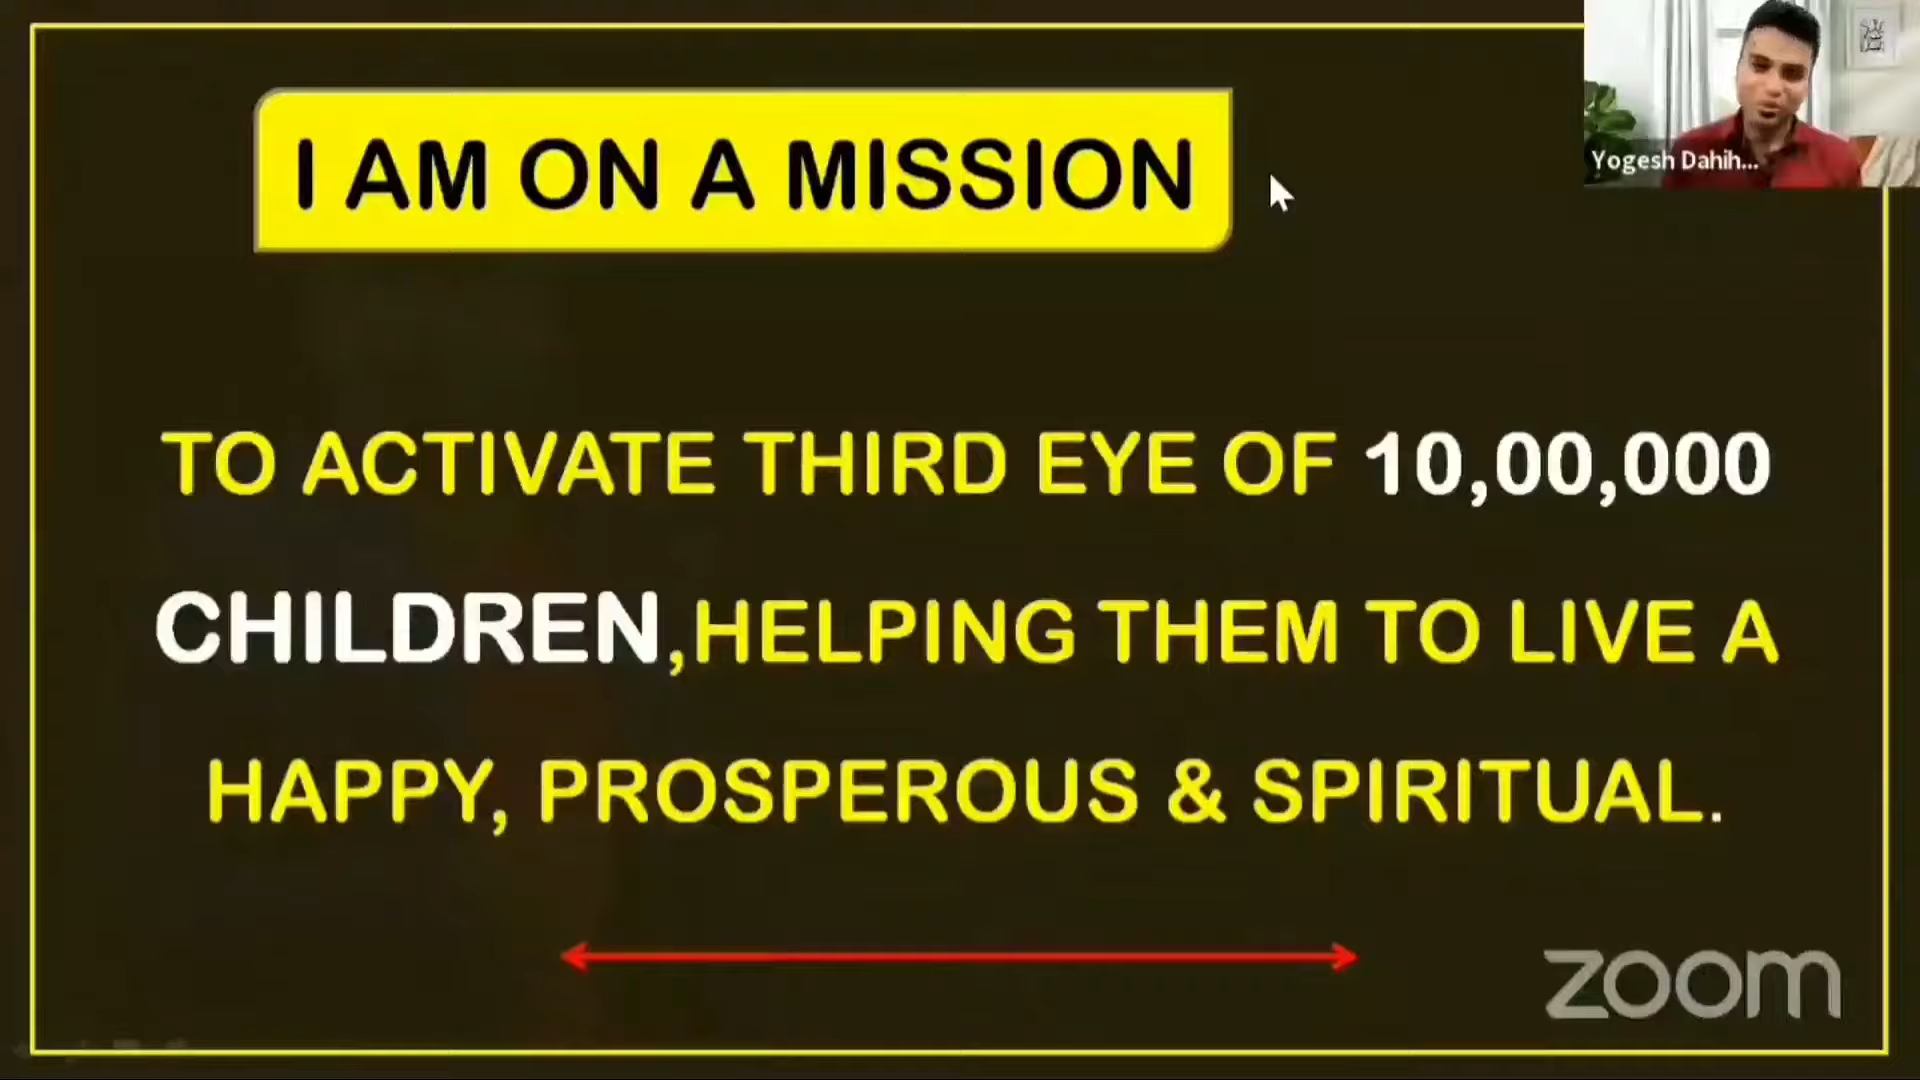 I AM ON A MISSION
Yogesh Dahih...
TO ACTIVATE THIRD EYE OF 10,00,000
CHILDREN,HELPING THEM TO LIVE A
HAPPY, PROSPEROUS & SPIRITUAL.
zoom